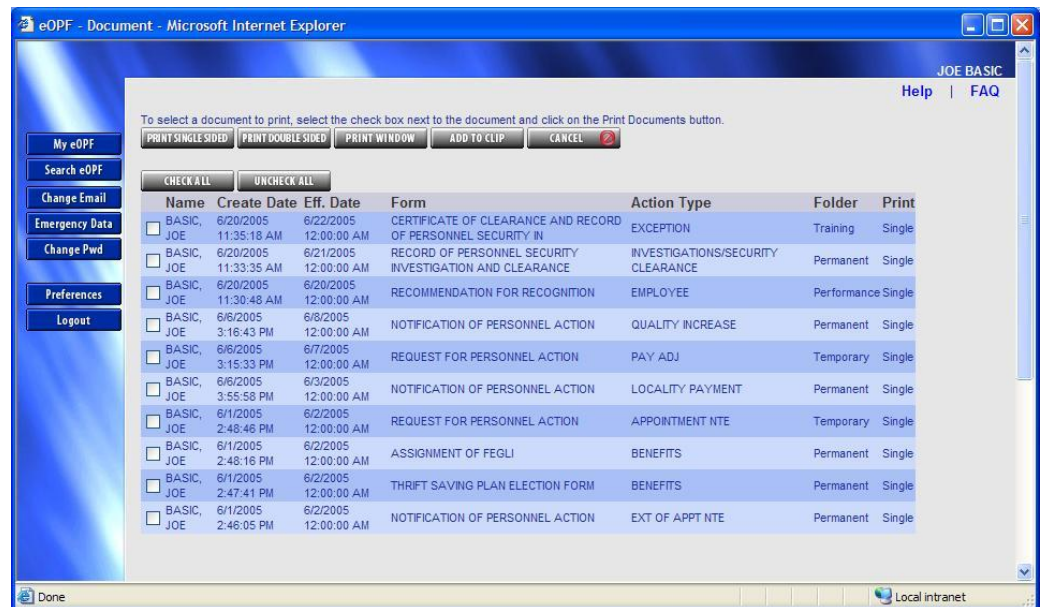 eOPF - Document - Microsoft Internet Explorer
JOE BASIC
Help | FAQ
To select a document to print, select the check box next to the document and click on the Print Documents button.
PRINT SINGLE SIDED PRINT DOUBLE SIDED PRINT WINDOW ADD TO CLIP CANCEL
My eOPF
Search eOPF
Change Email
Emergency Data
Change Pwd
Preferences
Logout
CHECK ALL UNCHECK ALL
Name Create Date Eff. Date Form Action Type Folder Print
BASIC, 6/20/2005 6/22/2005 CERTIFICATE OF CLEARANCE AND RECORD EXCEPTION Training Single
JOE 11:35:18 AM 12:00:00 AM OF PERSONNEL SECURITY IN
BASIC, 6/20/2005 6/21/2005 RECORD OF PERSONNEL SECURITY INVESTIGATIONS/SECURITY Permanent Single
JOE 11:33:35 AM 12:00:00 AM INVESTIGATION AND CLEARANCE CLEARANCE
BASIC, 6/20/2005 6/20/2005 RECOMMENDATION FOR RECOGNITION EMPLOYEE Performance Single
JOE 11:30:48 AM 12:00:00 AM
BASIC, 6/6/2005 6/8/2005 NOTIFICATION OF PERSONNEL ACTION QUALITY INCREASE Permanent Single
JOE 3:16:43 PM 12:00:00 AM
BASIC, 6/6/2005 6/7/2005 REQUEST FOR PERSONNEL ACTION PAY ADJ Temporary Single
JOE 3:15:33 PM 12:00:00 AM
BASIC, 6/6/2005 6/3/2005 NOTIFICATION OF PERSONNEL ACTION LOCALITY PAYMENT Permanent Single
JOE 3:55:58 PM 12:00:00 AM
BASIC, 6/1/2005 6/2/2005 REQUEST FOR PERSONNEL ACTION APPOINTMENT NTE Temporary Single
JOE 2:48:46 PM 12:00:00 AM
BASIC, 6/1/2005 6/2/2005 ASSIGNMENT OF FEGLI BENEFITS Permanent Single
JOE 2:48:16 PM 12:00:00 AM
BASIC, 6/1/2005 6/2/2005 THRIFT SAVING PLAN ELECTION FORM BENEFITS Permanent Single
JOE 2:47:41 PM 12:00:00 AM
BASIC, 6/1/2005 6/2/2005 NOTIFICATION OF PERSONNEL ACTION EXT OF APPT NTE Permanent Single
JOE 2:46:05 PM 12:00:00 AM
Done Local intranet